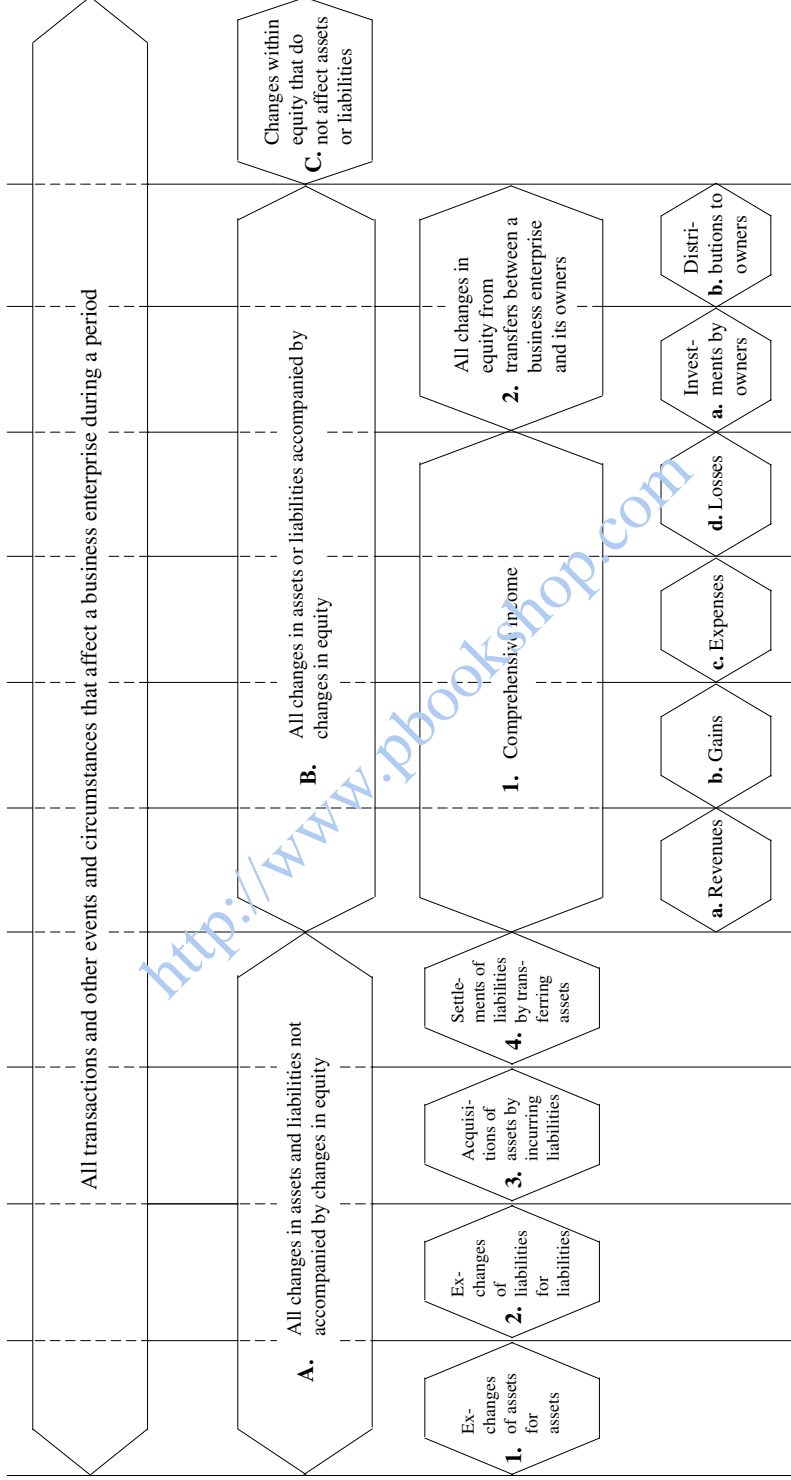 All transactions and other events and circumstances that affect a business enterprise during a period
A. All changes in assets and liabilities not
accompanied by changes in equity
B. All changes in assets or liabilities accompanied by
changes in equity
C. Changes within
equity that do
not affect assets
or liabilities
1. Ex-
changes
of assets
for
assets
2. Ex-
changes
of
liabilities
for
liabilities
3. Acquisi-
tions of
assets by
incurring
liabilities
4. Settle-
ments of
liabilities
by trans-
ferring
assets
1. Comprehensive income
2. All changes in
equity from
transfers between a
business enterprise
and its owners
a. Revenues
b. Gains
c. Expenses
d. Losses
a. Invest-
ments by
owners
b. Distri-
butions to
owners
http://www.pbookshop.com